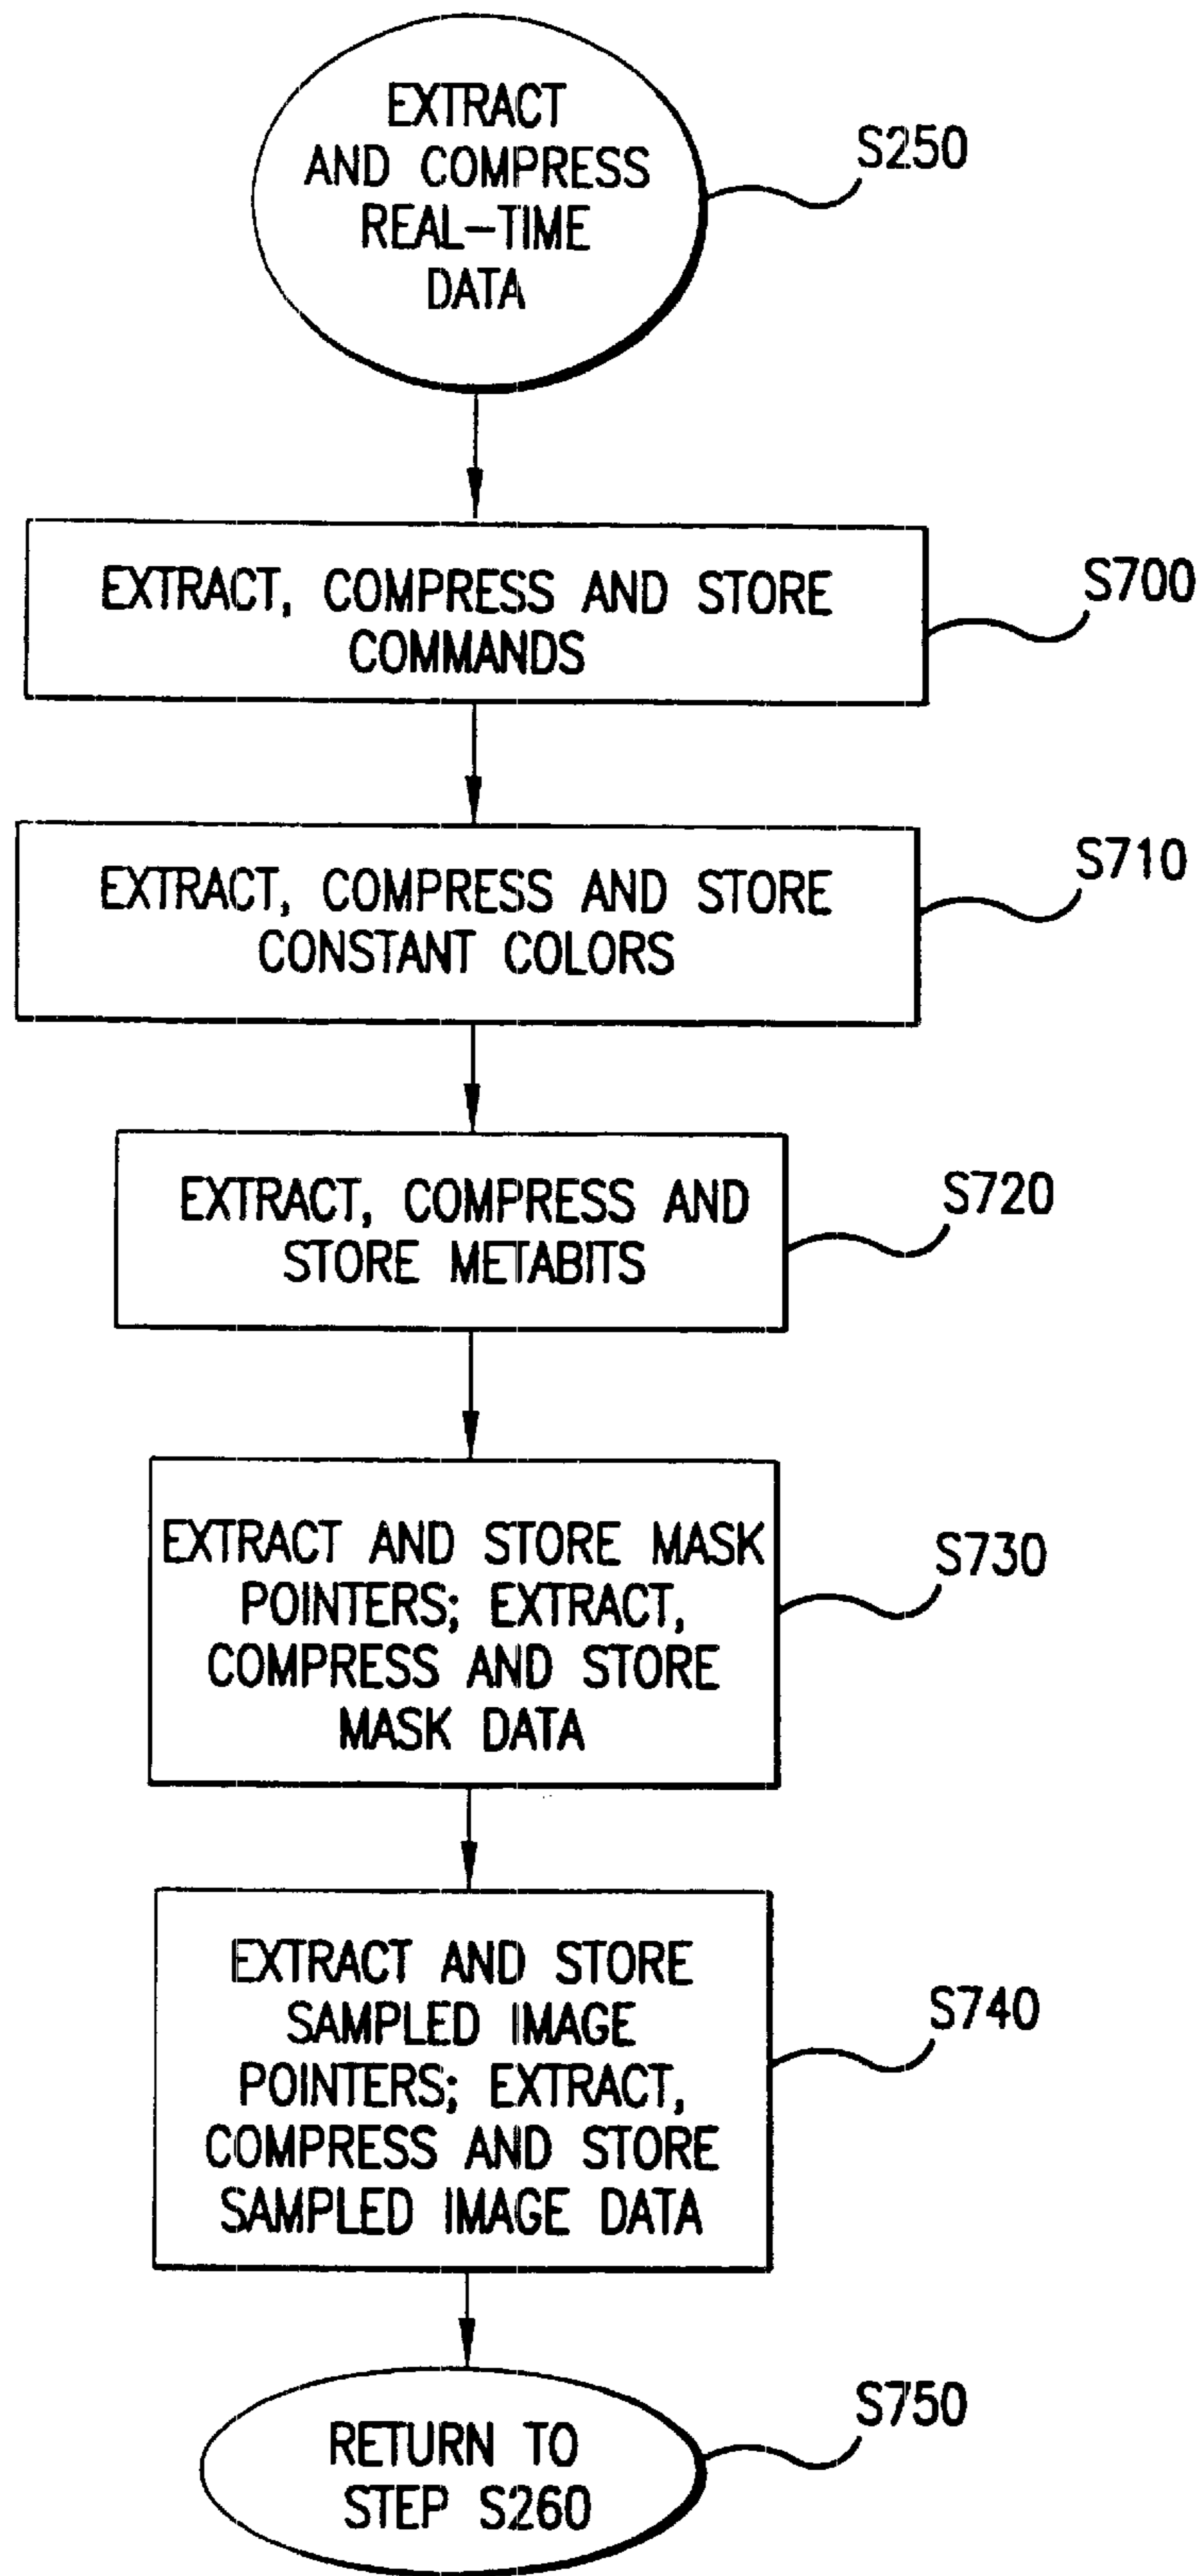 EXTRACT
AND COMPRESS
REAL-TIME
DATA
S250
EXTRACT, COMPRESS AND STORE
COMMANDS
S700
EXTRACT, COMPRESS AND STORE
CONSTANT COLORS
S710
EXTRACT, COMPRESS AND
STORE METABITS
S720
EXTRACT AND STORE MASK
POINTERS; EXTRACT,
COMPRESS AND STORE
MASK DATA
S730
EXTRACT AND STORE
SAMPLED IMAGE
POINTERS; EXTRACT,
COMPRESS AND STORE
SAMPLED IMAGE DATA
S740
RETURN TO
STEP S260
S750